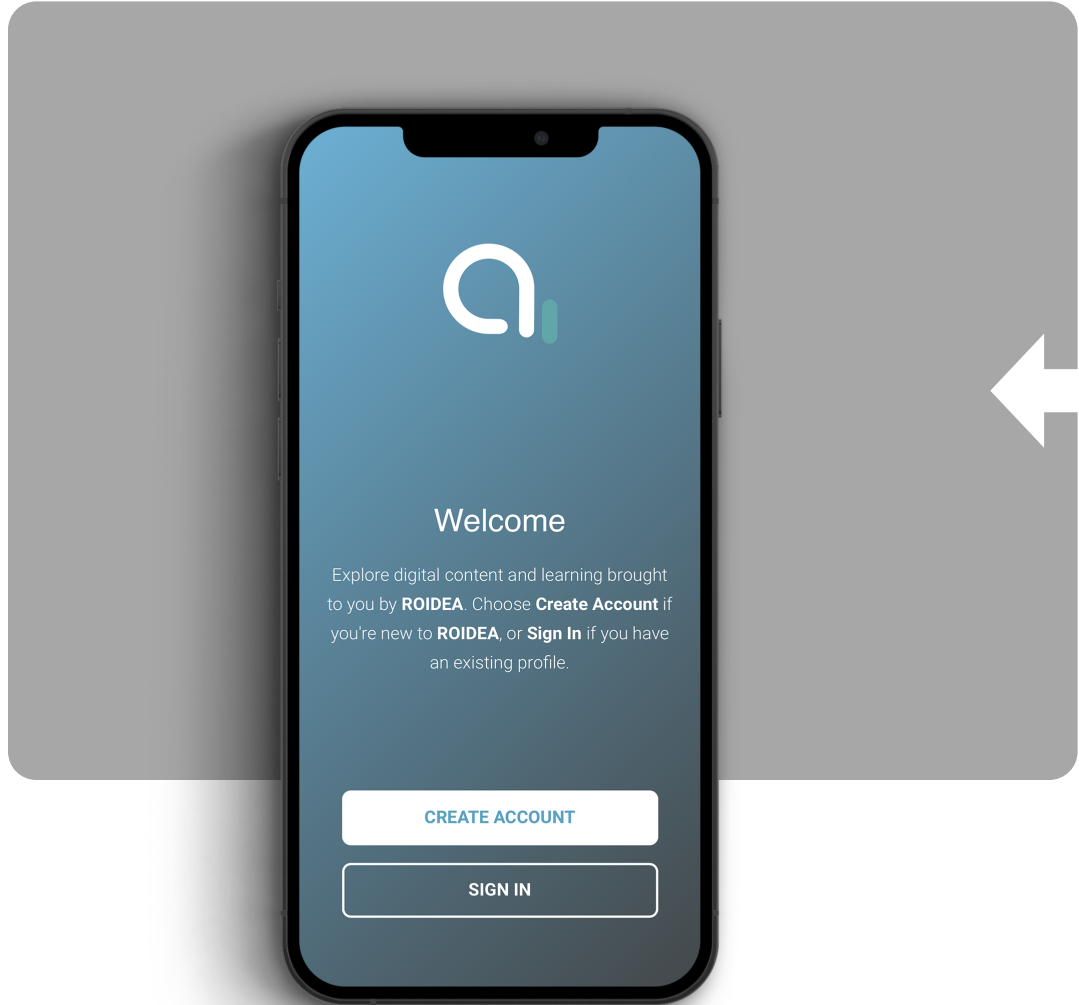 Welcome
Explore digital content and learning brought
to you by ROIDEA. Choose Create Account if
you're new to ROIDEA, or Sign In if you have
an existing profile.
CREATE ACCOUNT
SIGN IN